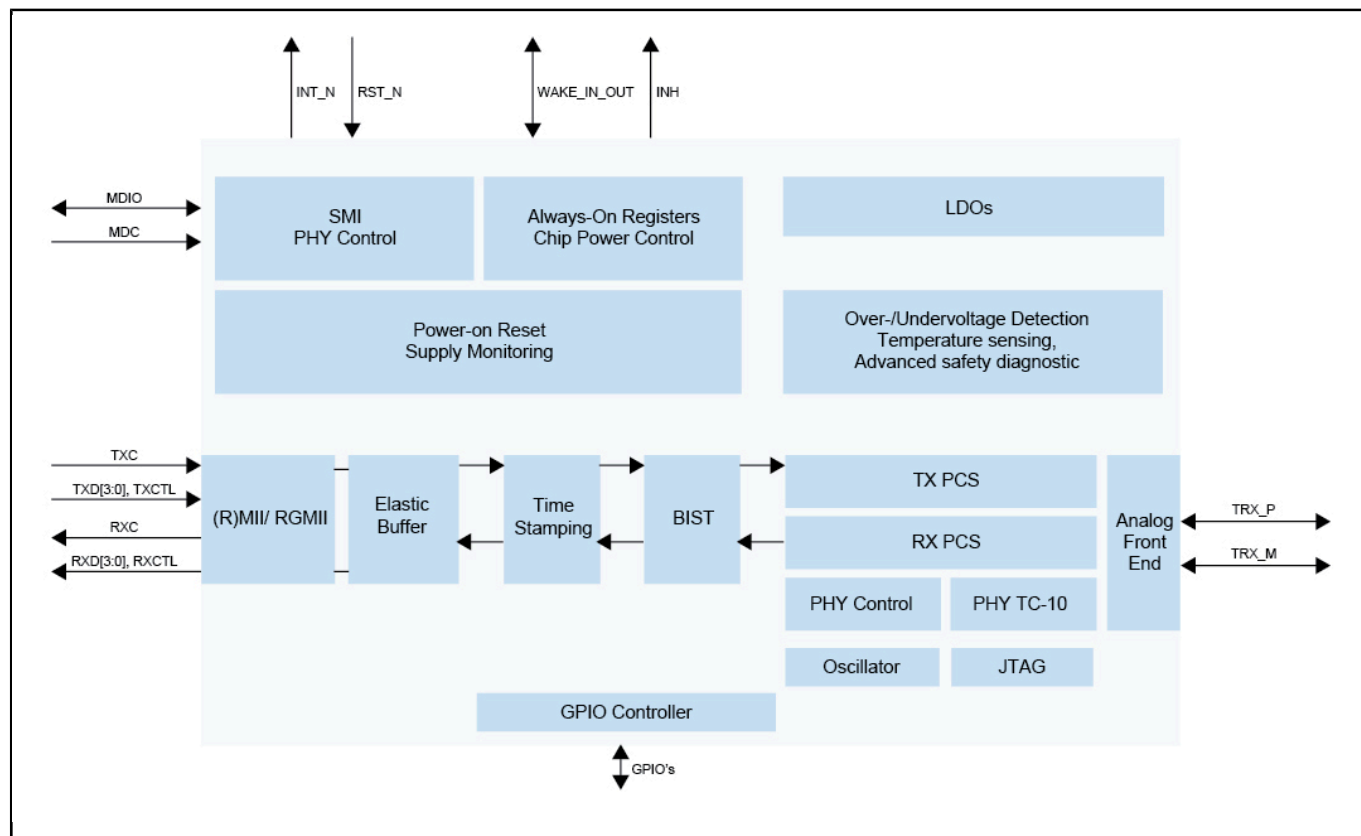 INT_N
RST_N
WAKE_IN_OUT
INH
MDIO
MDC
SMI
PHY Control
Always-On Registers
Chip Power Control
LDOs
Power-on Reset
Supply Monitoring
Over-/Undervoltage Detection
Temperature sensing,
Advanced safety diagnostic
TXC
TXD[3:0], TXCTL
RXC
RXD[3:0], RXCTL
(R)MII/ RGMII
Elastic
Buffer
Time
Stamping
BIST
TX PCS
RX PCS
PHY Control
PHY TC-10
Oscillator
JTAG
Analog
Front
End
TRX_P
TRX_M
GPIO Controller
GPIO's